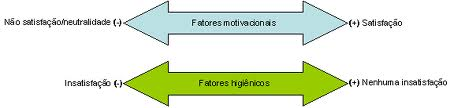 Não satisfação/neutralidade (-) Fatores motivacionais (+) Satisfação
Insatisfação (-) Fatores higiênicos (+) Nenhuma insatisfação